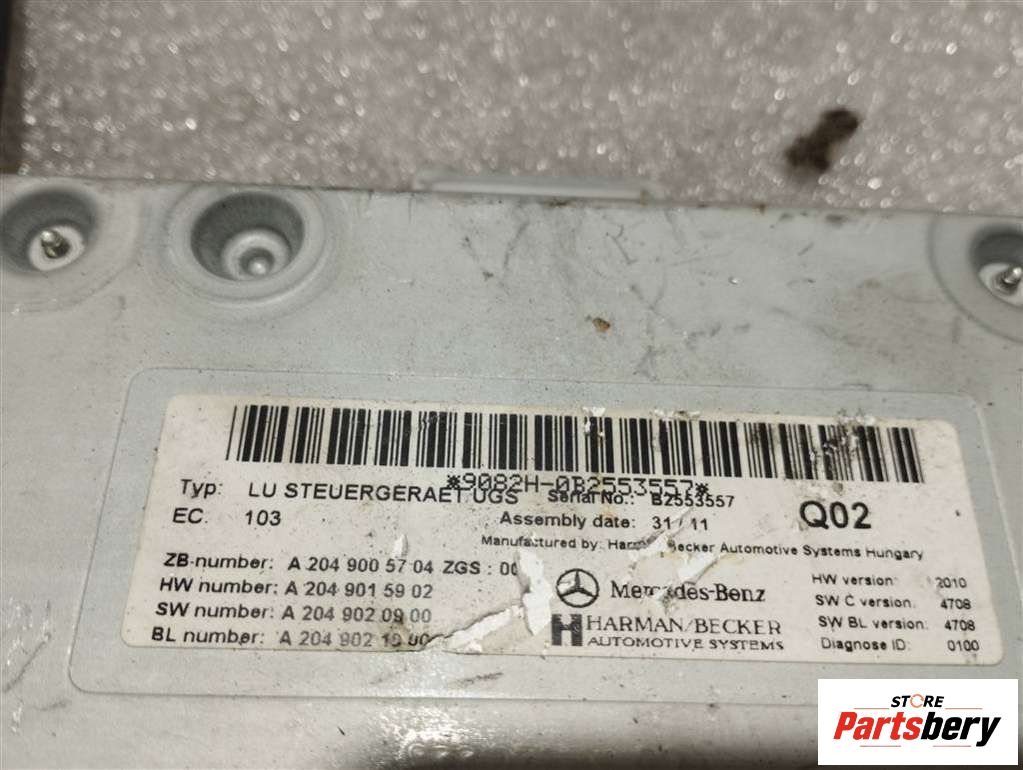 *9082H-0B2553557*
Typ: LU STEUERGERAET UGS Serial No.: B2553557
EC. 103
Assembly date: 31 / 11
Q02
Manufactured by: Becker Automotive Systems Hungary
ZB-number: A 204 900 57 04 ZGS : 00
HW number: A 204 901 59 02
SW number: A 204 902 09 00
BL number: A 204 902
Mercedes-Benz
HARMAN/BECKER
AUTOMOTIVE SYSTEMS
HW version: 2010
SW C version: 4708
SW BL version: 4708
Diagnose ID: 0100
STORE
Partsbery